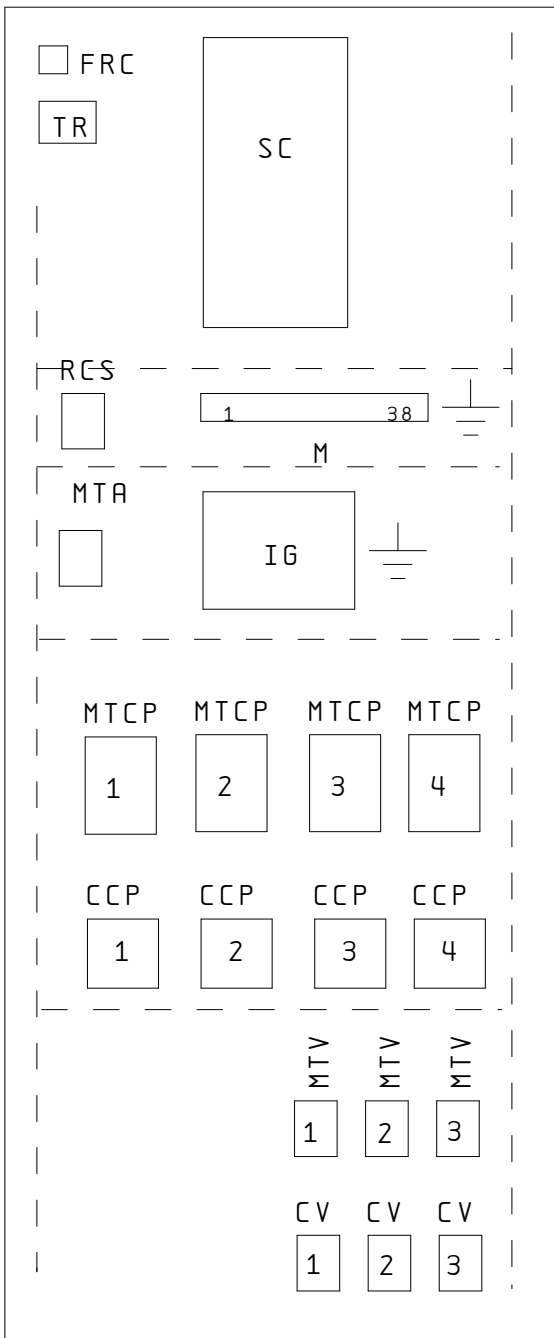 FRC
TR
SC
RCS
1 38
M
MTA
IG
MTCP MTCP MTCP MTCP
1 2 3 4
CCP CCP CCP CCP
1 2 3 4
MTV MTV MTV
1 2 3
CV CV CV
1 2 3